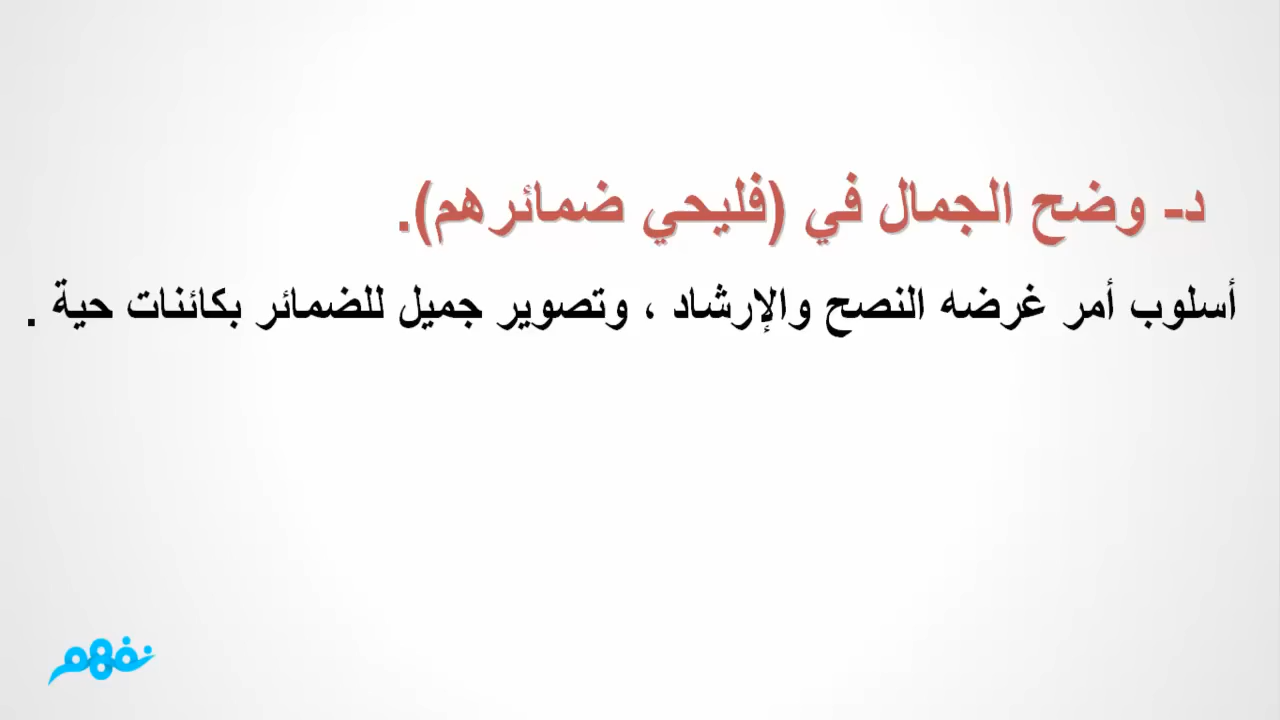 د- وضح الجمال في (فليحي ضمائرهم).
أسلوب أمر غرضه النصح والإرشاد ، وتصوير جميل للضمائر بكائنات حية .
نفهم